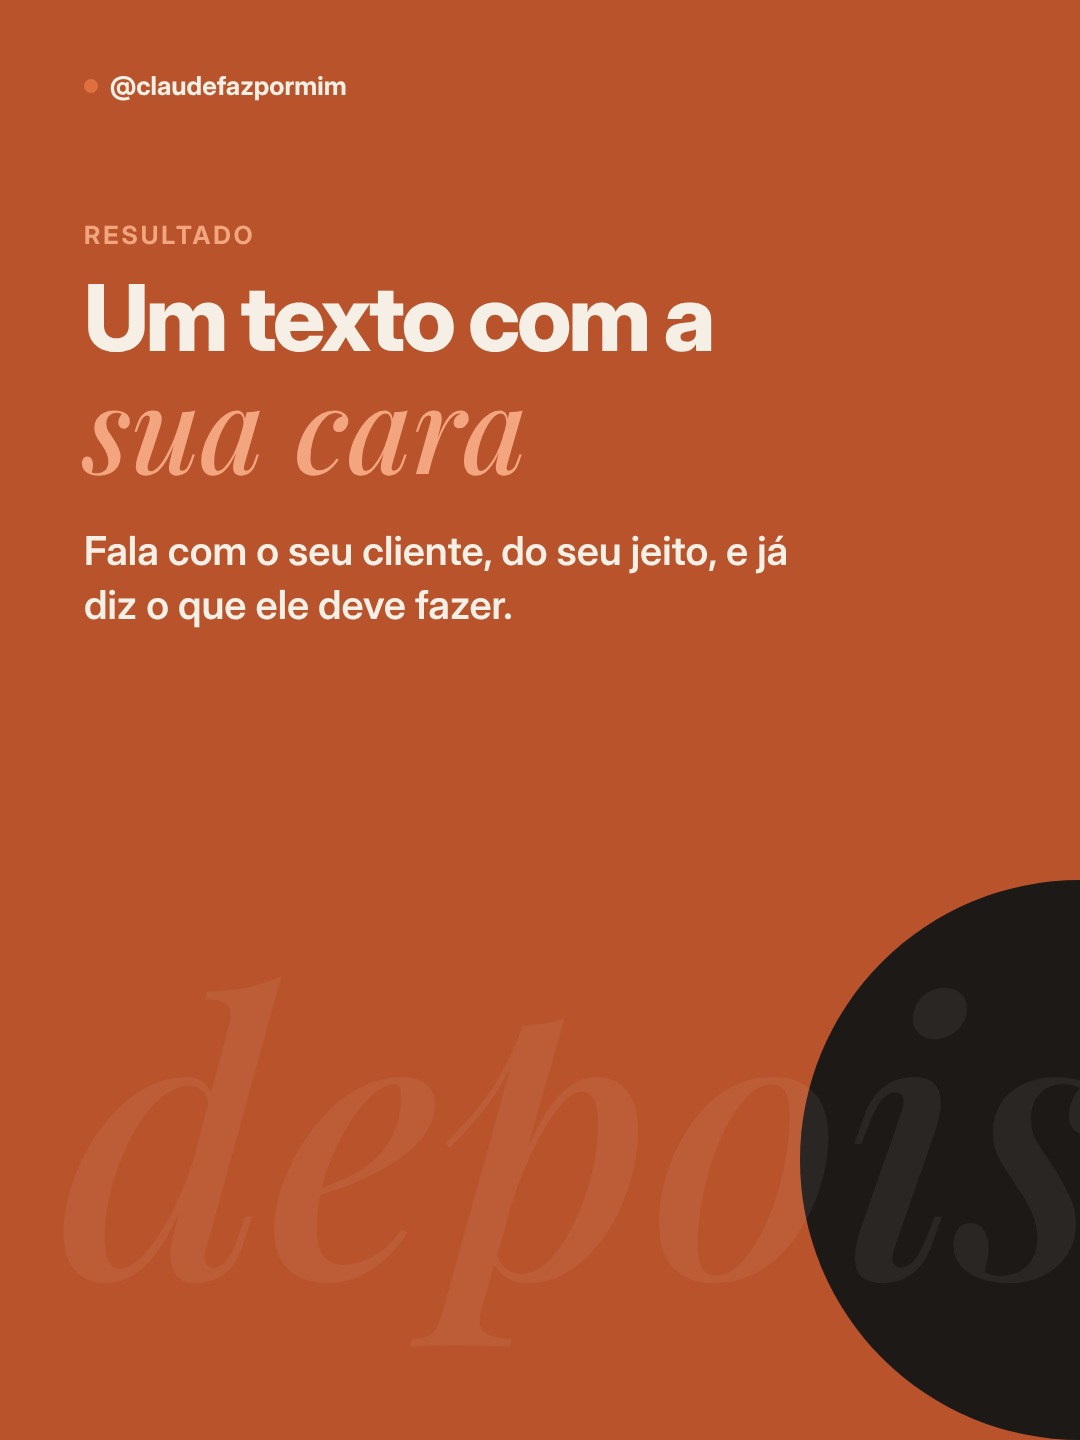 @claudefazpormim
RESULTADO
Um texto com a
sua cara
Fala com o seu cliente, do seu jeito, e já
diz o que ele deve fazer.
depois